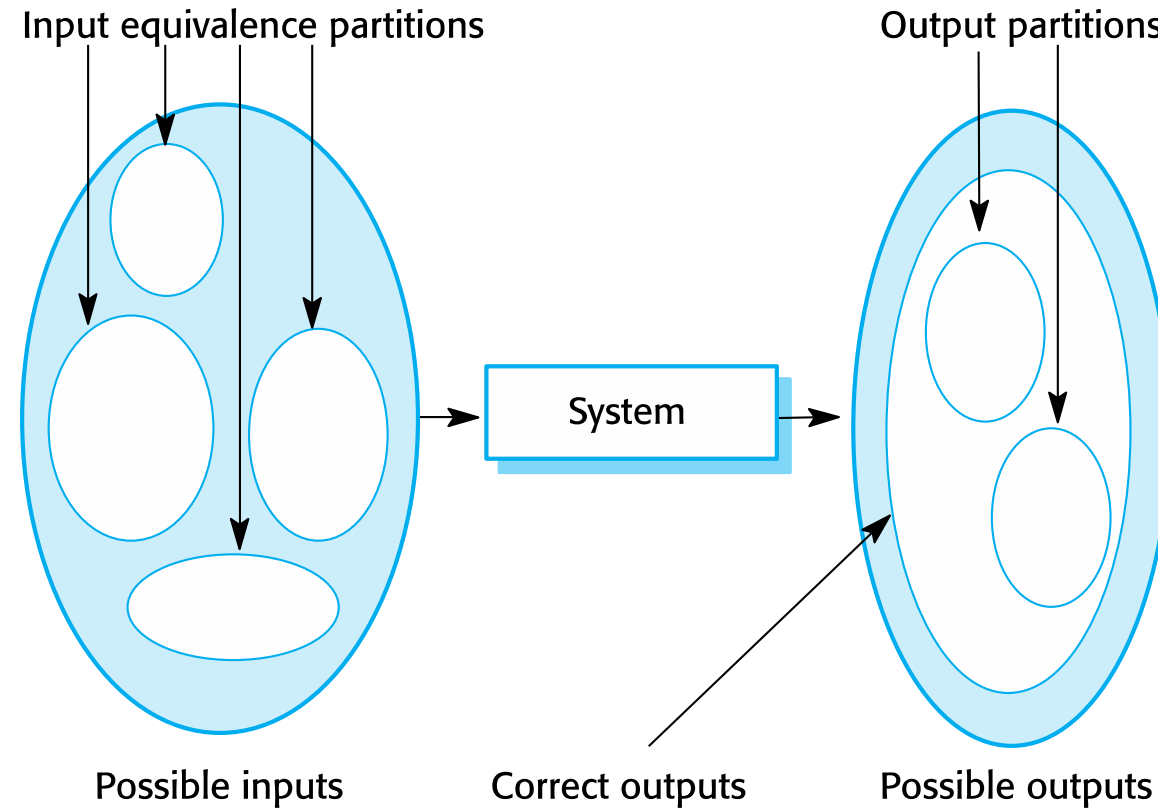 Input equivalence partitions
Output partitions
System
Possible inputs
Correct outputs
Possible outputs